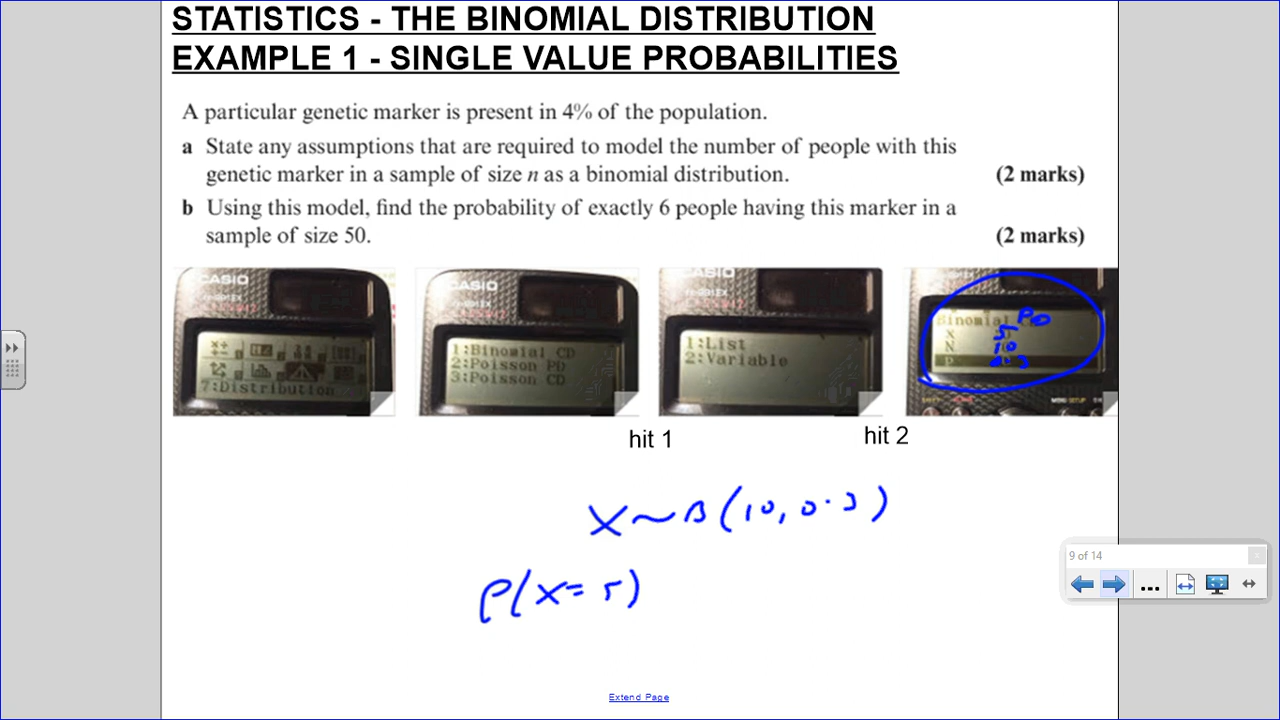 STATISTICS - THE BINOMIAL DISTRIBUTION
EXAMPLE 1 - SINGLE VALUE PROBABILITIES
A particular genetic marker is present in 4% of the population.
a State any assumptions that are required to model the number of people with this
genetic marker in a sample of size n as a binomial distribution. (2 marks)
b Using this model, find the probability of exactly 6 people having this marker in a
sample of size 50. (2 marks)
CASIO
7:Distribution
CASIO
1:Binomial CD
2:Poisson PD
3:Poisson CD
CASIO
1:List
2:Variable
Binomial PD
x 5
N 10
p 0.3
hit 1
hit 2
X~B(10, 0.3)
P(X=5)
9 of 14
...
Extend Page